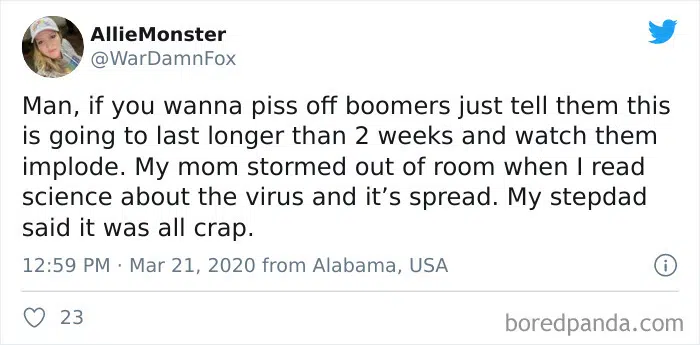 AllieMonster
@WarDamnFox
Man, if you wanna piss off boomers just tell them this
is going to last longer than 2 weeks and watch them
implode. My mom stormed out of room when I read
science about the virus and it’s spread. My stepdad
said it was all crap.
12:59 PM · Mar 21, 2020 from Alabama, USA
23
boredpanda.com